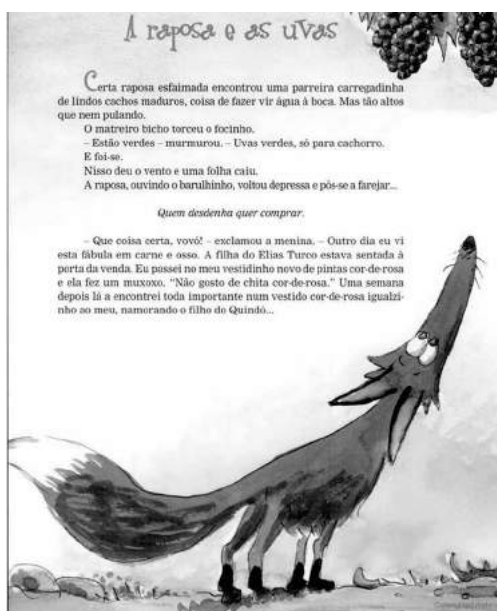 A raposa e as uvas
Certa raposa esfaimada encontrou uma parreira carregadinha
de lindos cachos maduros, coisa de fazer vir água à boca. Mas tão altos
que nem pulando.
O matreiro bicho torceu o focinho.
– Estão verdes – murmurou. – Uvas verdes, só para cachorro.
E foi-se.
Nisso deu o vento e uma folha caiu.
A raposa, ouvindo o barulhinho, voltou depressa e pôs-se a farejar...
Quem desdenha quer comprar.
– Que coisa certa, vovó! – exclamou a menina. – Outro dia eu vi
esta fábula em carne e osso. A filha do Elias Turco estava sentada à
porta da venda. Eu passei no meu vestidinho novo de pintas cor-de-rosa
e ela fez um muxoxo. “Não gosto de chita cor-de-rosa.” Uma semana
depois lá a encontrei toda importante num vestido cor-de-rosa igualzi-
nho ao meu, namorando o filho do Quindó...